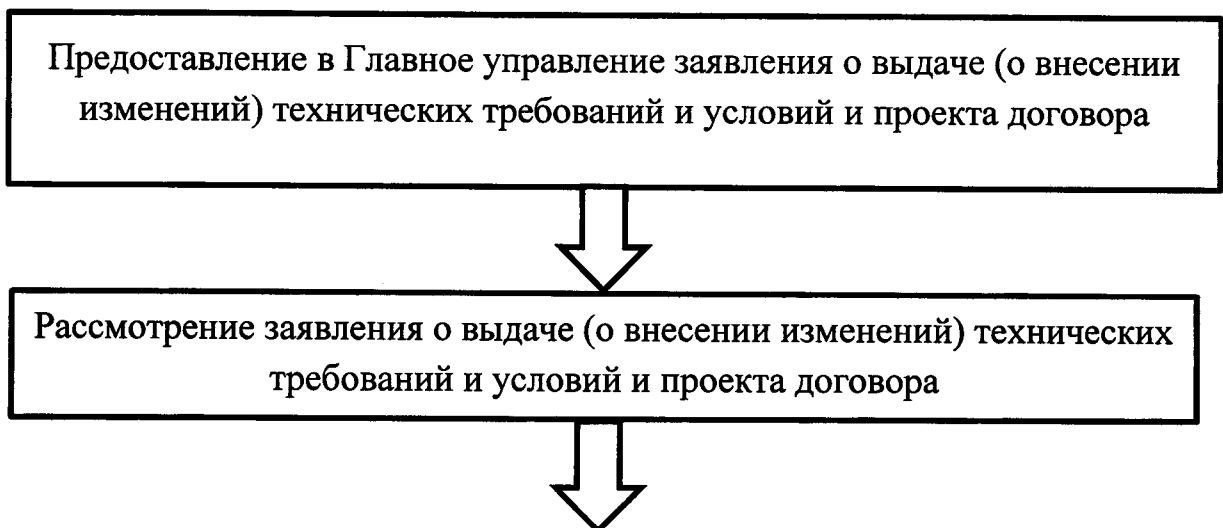 Предоставление в Главное управление заявления о выдаче (о внесении
изменений) технических требований и условий и проекта договора
Рассмотрение заявления о выдаче (о внесении изменений) технических
требований и условий и проекта договора